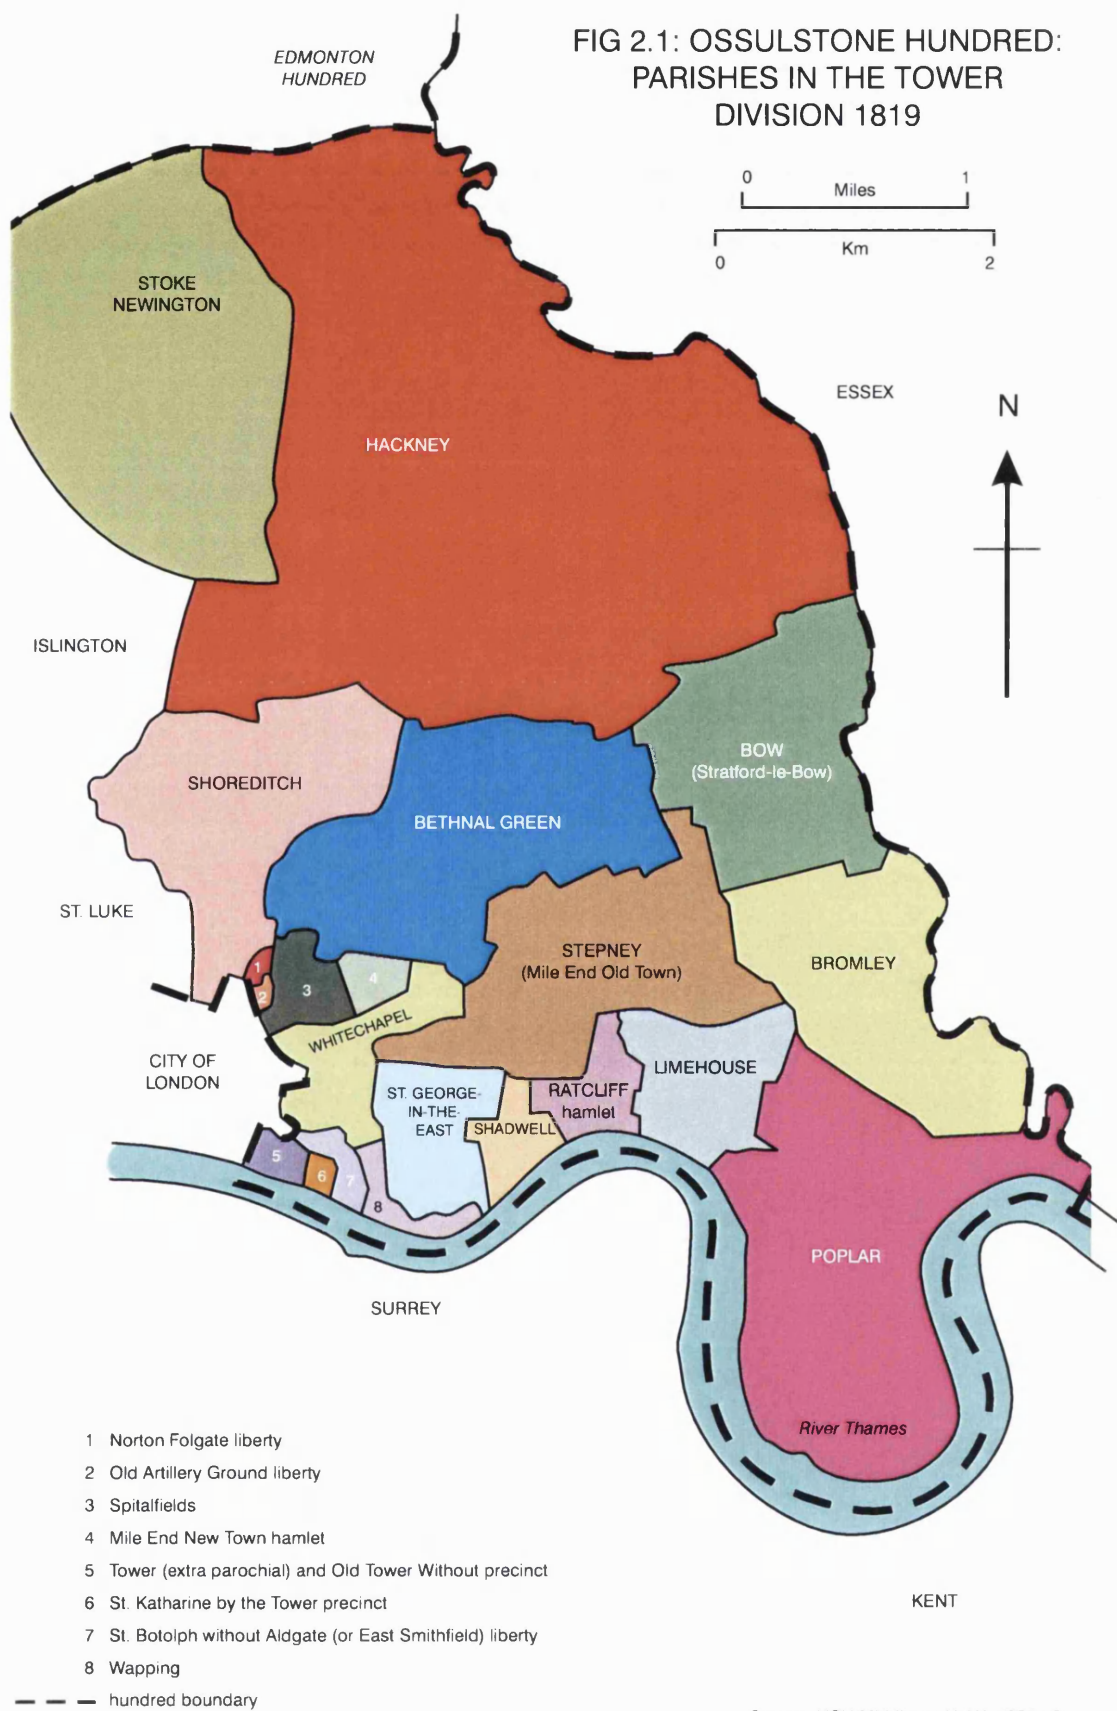 FIG 2.1: OSSULSTONE HUNDRED:
PARISHES IN THE TOWER
DIVISION 1819
EDMONTON
HUNDRED
0 1
Miles
Km
0 2
STOKE
NEWINGTON
ESSEX
N
HACKNEY
ISLINGTON
BOW
(Stratford-le-Bow)
SHOREDITCH
BETHNAL GREEN
ST. LUKE
STEPNEY
(Mile End Old Town)
BROMLEY
1
2
3
4
WHITECHAPEL
CITY OF
LONDON
LIMEHOUSE
ST. GEORGE-
IN-THE-
EAST
RATCLIFF
hamlet
SHADWELL
5
6
7
8
POPLAR
SURREY
River Thames
KENT
1 Norton Folgate liberty
2 Old Artillery Ground liberty
3 Spitalfields
4 Mile End New Town hamlet
5 Tower (extra parochial) and Old Tower Without precinct
6 St. Katharine by the Tower precinct
7 St. Botolph without Aldgate (or East Smithfield) liberty
8 Wapping
hundred boundary